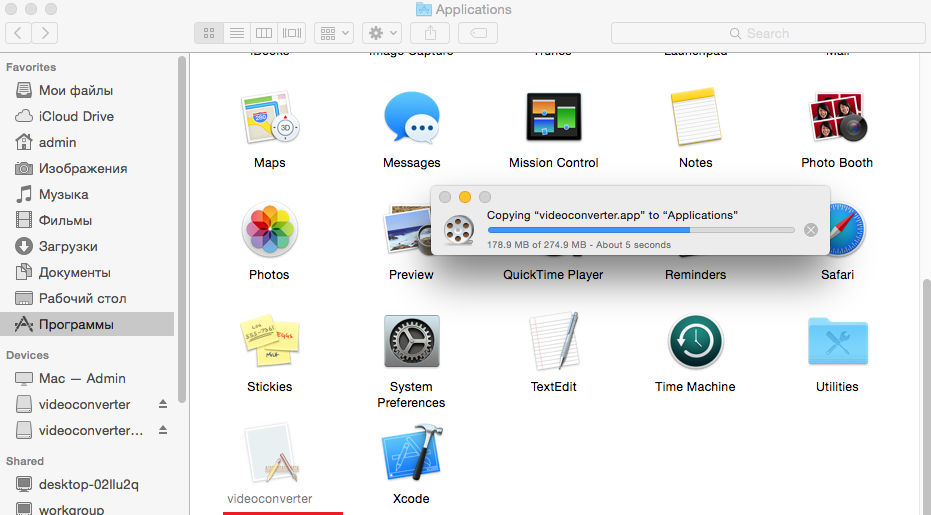 Applications
Search
Favorites
Мои файлы
iCloud Drive
admin
Изображения
Музыка
Фильмы
Загрузки
Документы
Рабочий стол
Программы
Devices
Mac — Admin
videoconverter
videoconverter...
Shared
desktop-02llu2q
workgroup
iBooks
Image Capture
iTunes
Launchpad
Mail
Maps
Messages
Mission Control
Notes
Photo Booth
Copying “videoconverter.app” to “Applications”
178.9 MB of 274.9 MB - About 5 seconds
Photos
Preview
QuickTime Player
Reminders
Safari
Stickies
System
Preferences
TextEdit
Time Machine
Utilities
videoconverter
Xcode